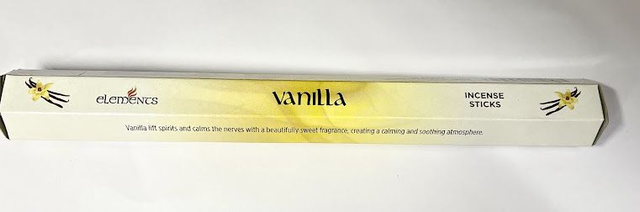 elements
VANILLA
INCENSE
STICKS
Vanilla lift spirits and calms the nerves with a beautifully sweet fragrance, creating a calming and soothing atmosphere.